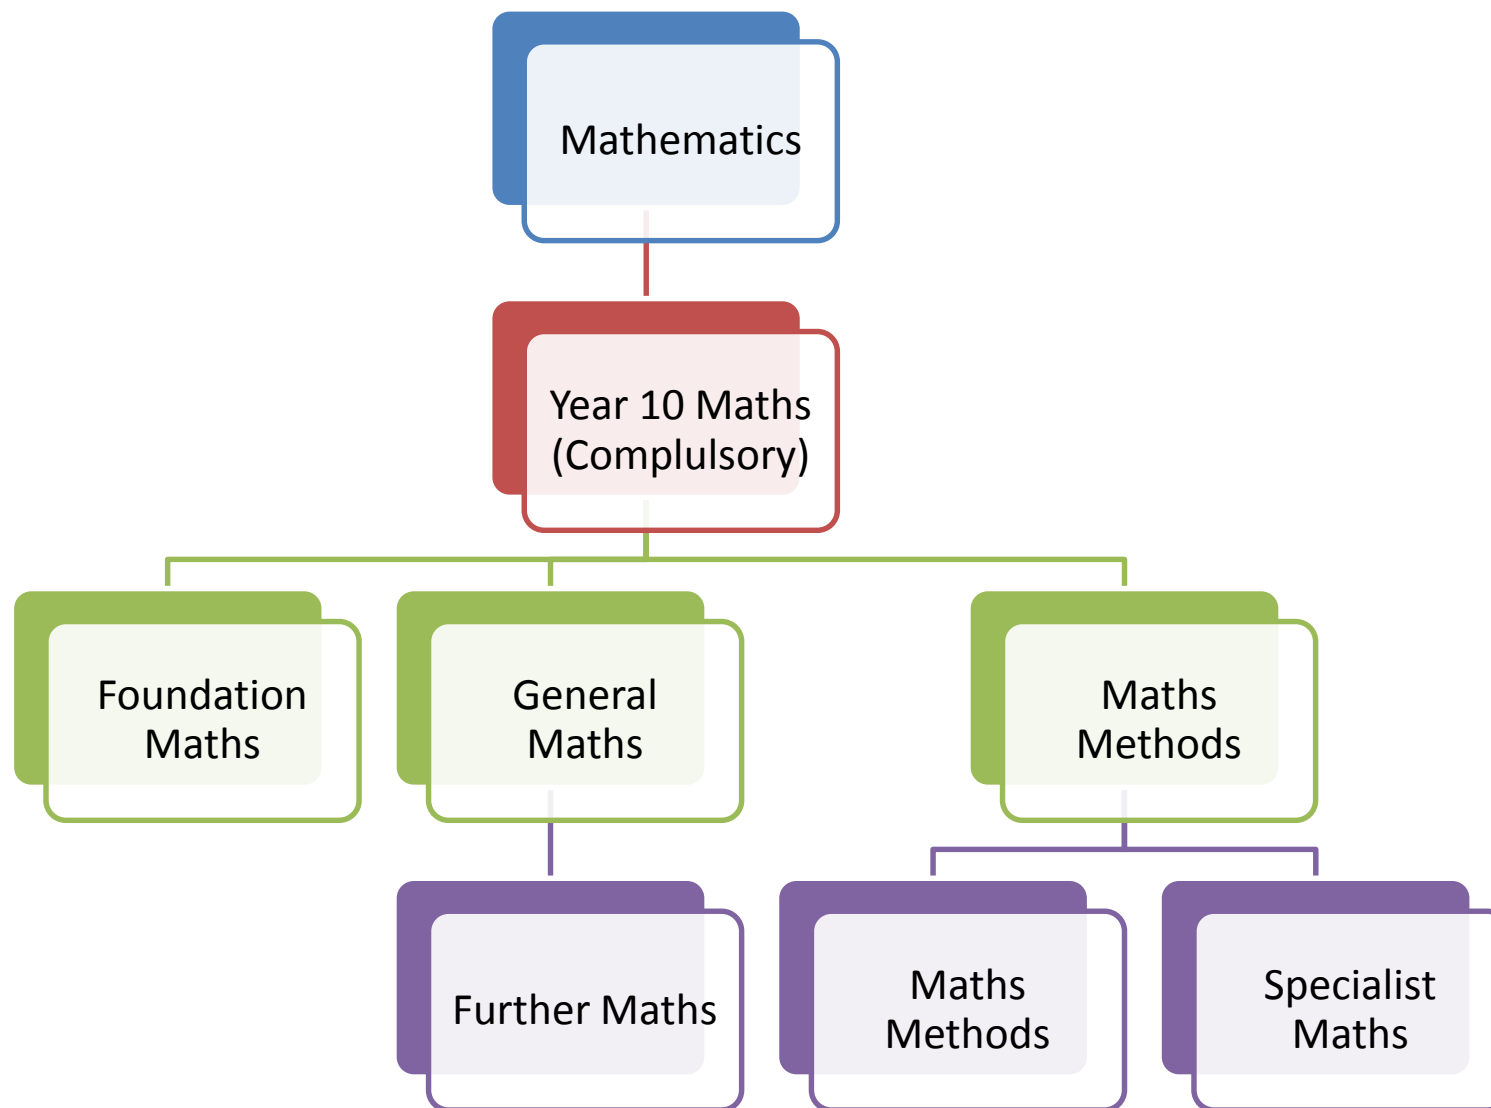 Mathematics
Year 10 Maths
(Complulsory)
Foundation
Maths
General
Maths
Maths
Methods
Further Maths
Maths
Methods
Specialist
Maths